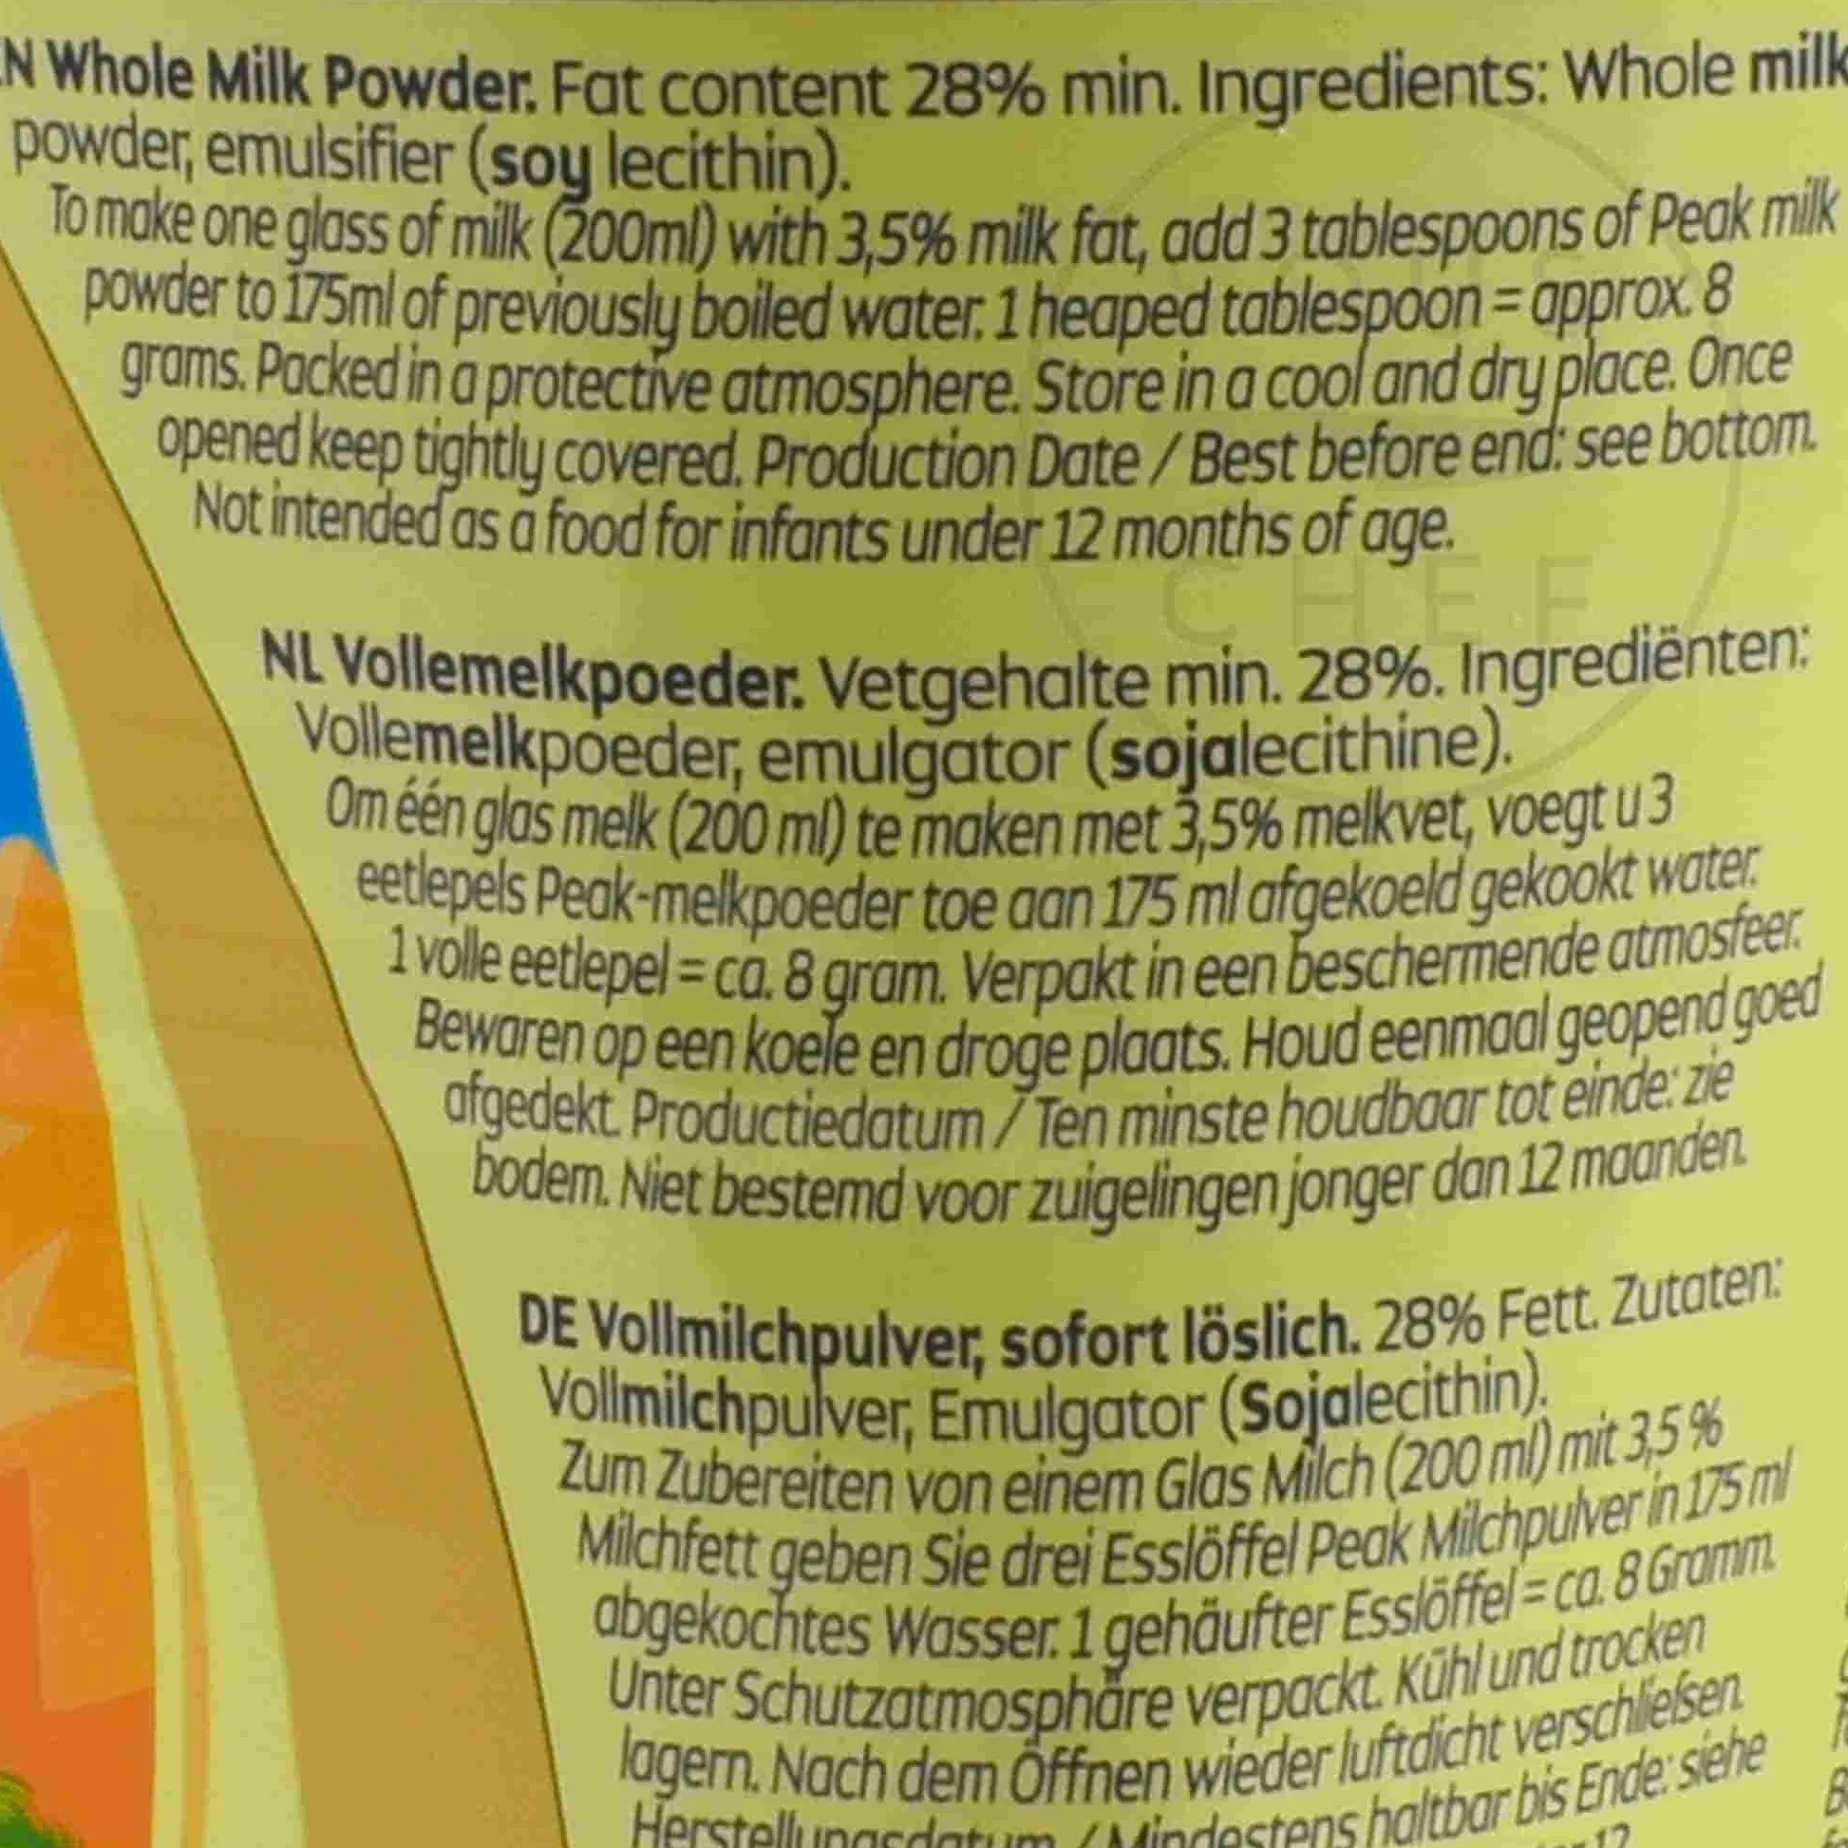 EN Whole Milk Powder. Fat content 28% min. Ingredients: Whole milk
powder, emulsifier (soy lecithin).
To make one glass of milk (200ml) with 3,5% milk fat, add 3 tablespoons of Peak milk
powder to 175ml of previously boiled water. 1 heaped tablespoon = approx. 8
grams. Packed in a protective atmosphere. Store in a cool and dry place. Once
opened keep tightly covered. Production Date / Best before end: see bottom.
Not intended as a food for infants under 12 months of age.
CHEF
NL Vollemelkpoeder. Vetgehalte min. 28%. Ingrediënten:
Vollemelkpoeder, emulgator (sojalecithine).
Om één glas melk (200 ml) te maken met 3,5% melkvet, voegt u 3
eetlepels Peak-melkpoeder toe aan 175 ml afgekoeld gekookt water.
1 volle eetlepel = ca. 8 gram. Verpakt in een beschermende atmosfeer.
Bewaren op een koele en droge plaats. Houd eenmaal geopend goed
afgedekt. Productiedatum / Ten minste houdbaar tot einde: zie
bodem. Niet bestemd voor zuigelingen jonger dan 12 maanden.
DE Vollmilchpulver, sofort löslich. 28% Fett. Zutaten:
Vollmilchpulver, Emulgator (Sojalecithin).
Zum Zubereiten von einem Glas Milch (200 ml) mit 3,5 %
Milchfett geben Sie drei Esslöffel Peak Milchpulver in 175 ml
abgekochtes Wasser. 1 gehäufter Esslöffel = ca. 8 Gramm.
Unter Schutzatmosphäre verpackt. Kühl und trocken
lagern. Nach dem Öffnen wieder luftdicht verschließen.
Herstellungsdatum / Mindestens haltbar bis Ende: siehe
12